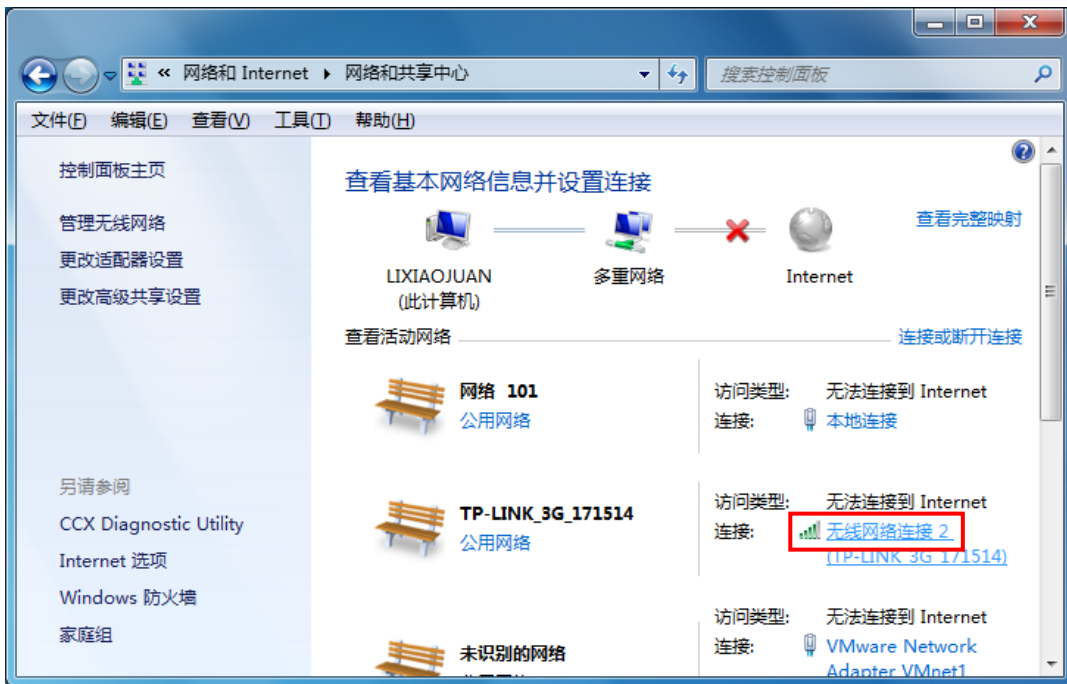 « 网络和 Internet ▸ 网络和共享中心
搜索控制面板
文件(F) 编辑(E) 查看(V) 工具(T) 帮助(H)
控制面板主页
管理无线网络
更改适配器设置
更改高级共享设置
另请参阅
CCX Diagnostic Utility
Internet 选项
Windows 防火墙
家庭组
查看基本网络信息并设置连接
查看完整映射
LIXIAOJUAN
(此计算机)
多重网络
Internet
查看活动网络
连接或断开连接
网络 101
公用网络
访问类型: 无法连接到 Internet
连接: 本地连接
TP-LINK_3G_171514
公用网络
访问类型: 无法连接到 Internet
连接: 无线网络连接 2
(TP-LINK_3G_171514)
未识别的网络
访问类型: 无法连接到 Internet
连接: VMware Network
Adapter VMnet1